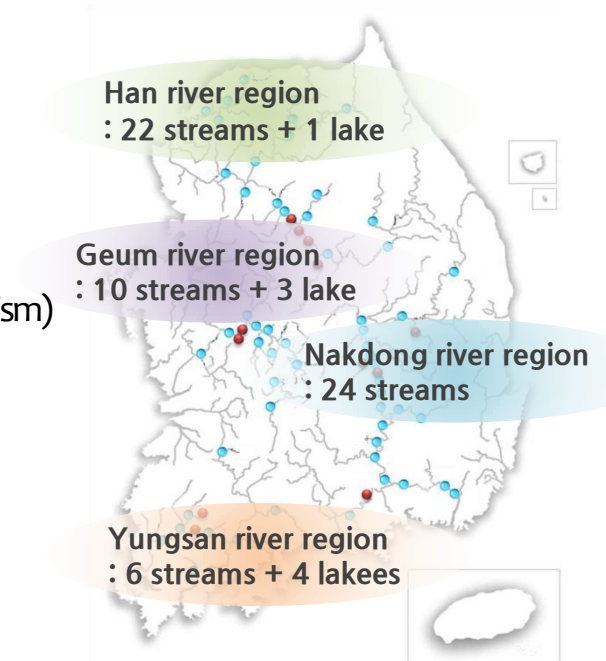 Han river region
: 22 streams + 1 lake
Geum river region
: 10 streams + 3 lake
sm)
Nakdong river region
: 24 streams
Yungsan river region
: 6 streams + 4 lakees